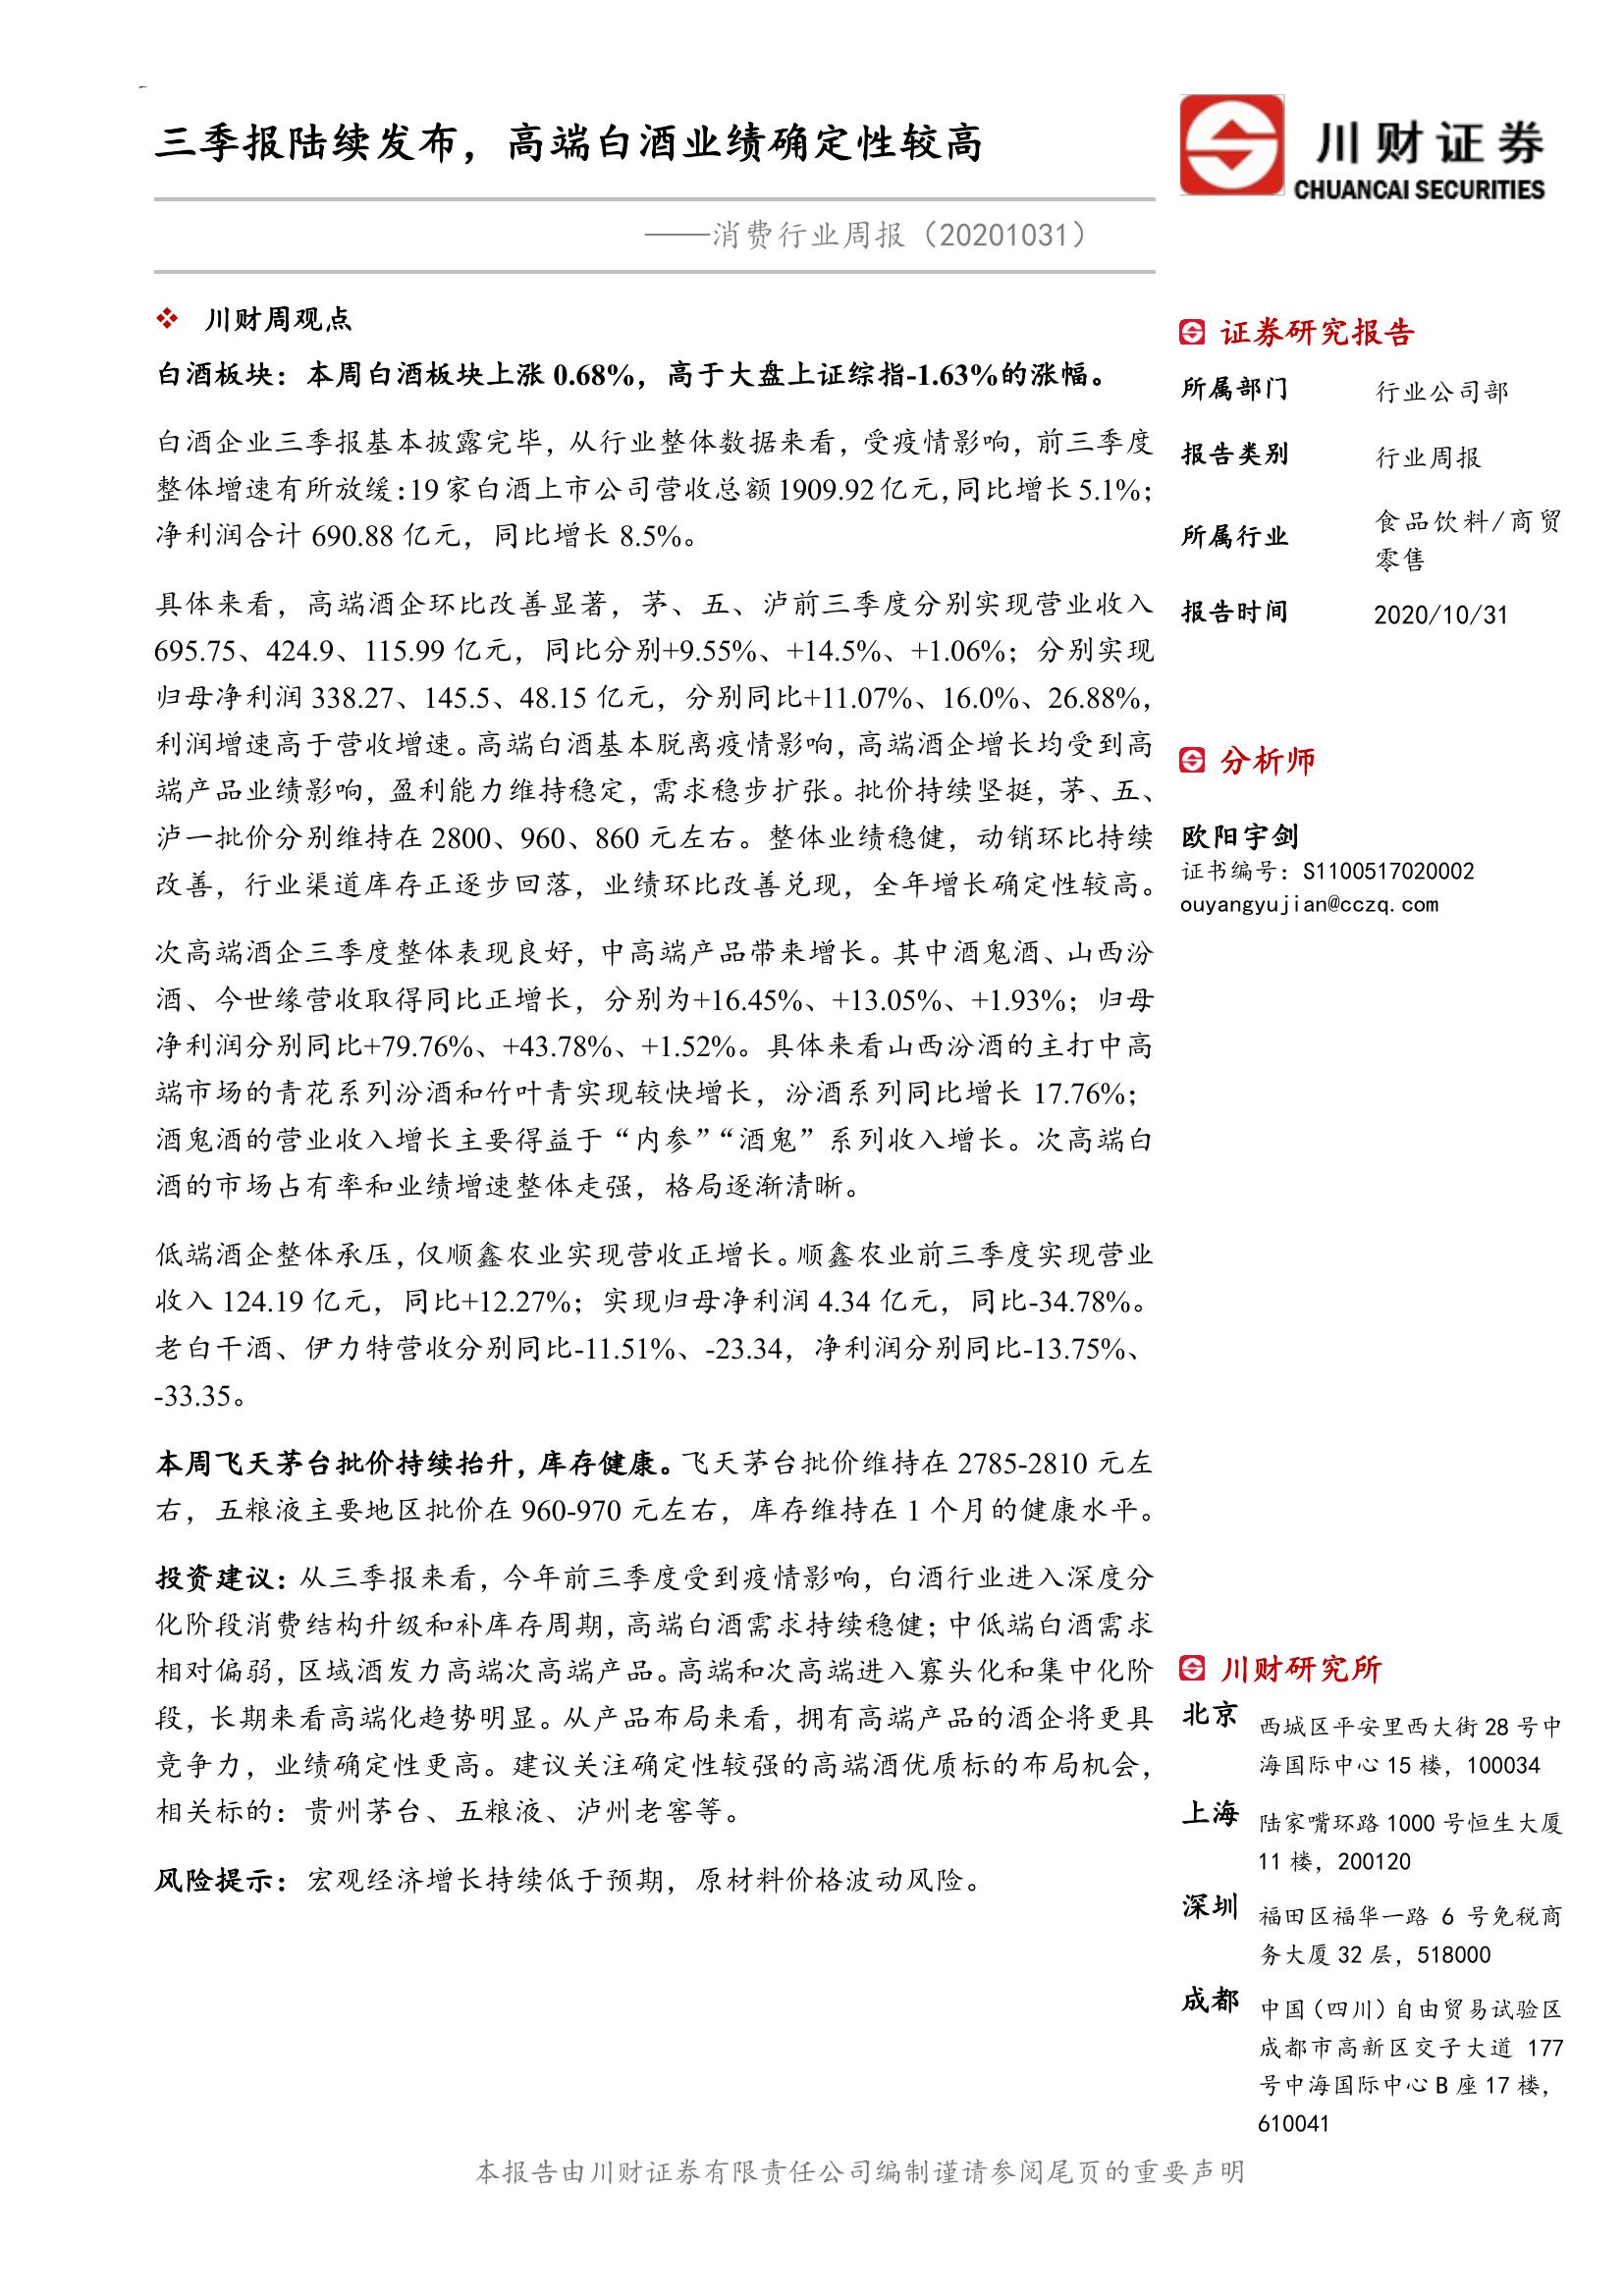 三季报陆续发布，高端白酒业绩确定性较高
——消费行业周报（20201031）
川财证券
CHUANCAI SECURITIES
川财周观点
白酒板块：本周白酒板块上涨 0.68%，高于大盘上证综指-1.63%的涨幅。
白酒企业三季报基本披露完毕，从行业整体数据来看，受疫情影响，前三季度
整体增速有所放缓：19 家白酒上市公司营收总额 1909.92 亿元，同比增长 5.1%；
净利润合计 690.88 亿元，同比增长 8.5%。
具体来看，高端酒企环比改善显著，茅、五、泸前三季度分别实现营业收入
695.75、424.9、115.99 亿元，同比分别+9.55%、+14.5%、+1.06%；分别实现
归母净利润 338.27、145.5、48.15 亿元，分别同比+11.07%、16.0%、26.88%，
利润增速高于营收增速。高端白酒基本脱离疫情影响，高端酒企增长均受到高
端产品业绩影响，盈利能力维持稳定，需求稳步扩张。批价持续坚挺，茅、五、
泸一批价分别维持在 2800、960、860 元左右。整体业绩稳健，动销环比持续
改善，行业渠道库存正逐步回落，业绩环比改善兑现，全年增长确定性较高。
次高端酒企三季度整体表现良好，中高端产品带来增长。其中酒鬼酒、山西汾
酒、今世缘营收取得同比正增长，分别为+16.45%、+13.05%、+1.93%；归母
净利润分别同比+79.76%、+43.78%、+1.52%。具体来看山西汾酒的主打中高
端市场的青花系列汾酒和竹叶青实现较快增长，汾酒系列同比增长 17.76%；
酒鬼酒的营业收入增长主要得益于“内参”“酒鬼”系列收入增长。次高端白
酒的市场占有率和业绩增速整体走强，格局逐渐清晰。
低端酒企整体承压，仅顺鑫农业实现营收正增长。顺鑫农业前三季度实现营业
收入 124.19 亿元，同比+12.27%；实现归母净利润 4.34 亿元，同比-34.78%。
老白干酒、伊力特营收分别同比-11.51%、-23.34，净利润分别同比-13.75%、
-33.35。
本周飞天茅台批价持续抬升，库存健康。飞天茅台批价维持在 2785-2810 元左
右，五粮液主要地区批价在 960-970 元左右，库存维持在 1 个月的健康水平。
投资建议：从三季报来看，今年前三季度受到疫情影响，白酒行业进入深度分
化阶段消费结构升级和补库存周期，高端白酒需求持续稳健；中低端白酒需求
相对偏弱，区域酒发力高端次高端产品。高端和次高端进入寡头化和集中化阶
段，长期来看高端化趋势明显。从产品布局来看，拥有高端产品的酒企将更具
竞争力，业绩确定性更高。建议关注确定性较强的高端酒优质标的布局机会，
相关标的：贵州茅台、五粮液、泸州老窖等。
风险提示：宏观经济增长持续低于预期，原材料价格波动风险。
证券研究报告
所属部门 行业公司部
报告类别 行业周报
所属行业 食品饮料/商贸
零售
报告时间 2020/10/31
分析师
欧阳宇剑
证书编号：S1100517020002
ouyangyujian@cczq.com
川财研究所
北京 西城区平安里西大街 28 号中
海国际中心 15 楼，100034
上海 陆家嘴环路 1000 号恒生大厦
11 楼，200120
深圳 福田区福华一路 6 号免税商
务大厦 32 层，518000
成都 中国（四川）自由贸易试验区
成都市高新区交子大道 177
号中海国际中心 B 座 17 楼，
610041
本报告由川财证券有限责任公司编制谨请参阅尾页的重要声明